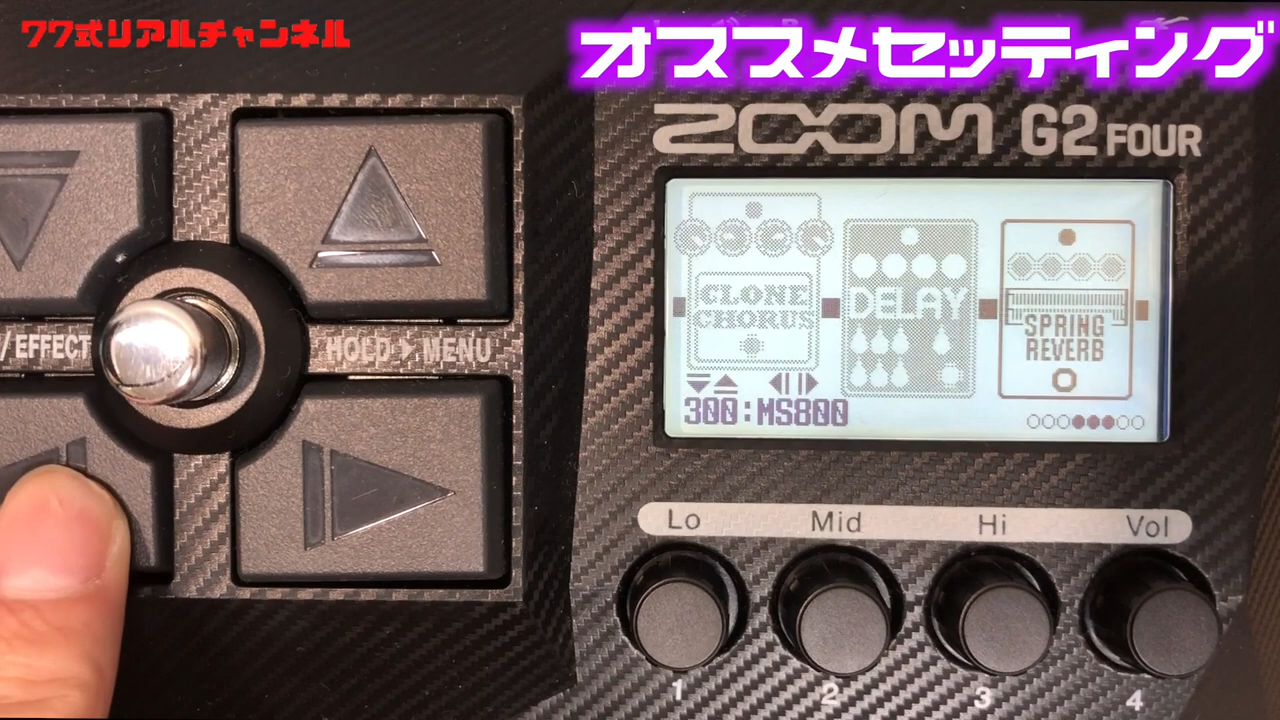 ワワ式リアルチャンネル
オススメセッティング
ZOOM G2 FOUR
CLONE
CHORUS
DELAY
SPRING
REVERB
300:MS800
/EFFECT
HOLD▶MENU
Lo Mid Hi Vol
1 2 3 4